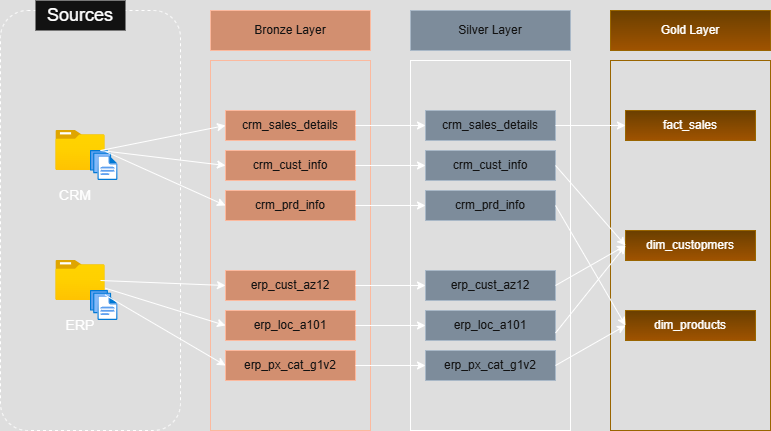 Sources
Bronze Layer
Silver Layer
Gold Layer
crm_sales_details
crm_sales_details
fact_sales
crm_cust_info
crm_cust_info
CRM
crm_prd_info
crm_prd_info
dim_custopmers
erp_cust_az12
erp_cust_az12
ERP
erp_loc_a101
erp_loc_a101
dim_products
erp_px_cat_g1v2
erp_px_cat_g1v2